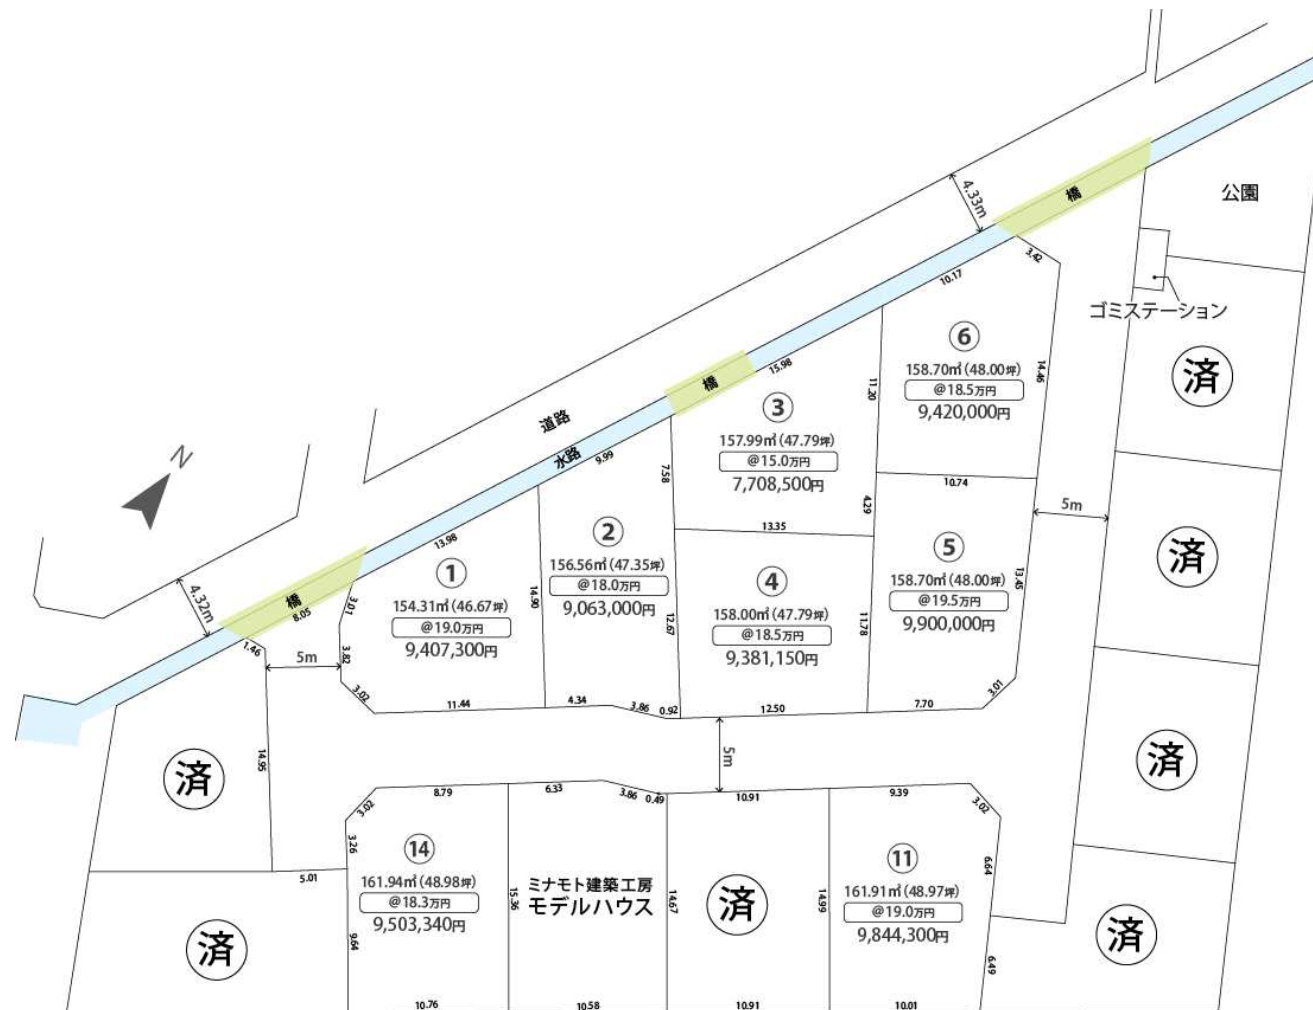 4.33m
橋
公園
3.42
10.17
ゴミステーション
⑥
158.70㎡(48.00坪)
@18.5万円
9,420,000円
14.46
済
橋
15.98
11.20
③
157.99㎡(47.79坪)
@15.0万円
7,708,500円
道路
水路
9.99
7.58
4.29
10.74
5m
N
13.98
13.35
②
156.56㎡(47.35坪)
@18.0万円
9,063,000円
⑤
158.70㎡(48.00坪)
@19.5万円
9,900,000円
13.45
済
①
154.31㎡(46.67坪)
@19.0万円
9,407,300円
14.90
④
158.00㎡(47.79坪)
@18.5万円
9,381,150円
12.67
11.78
4.32m
橋
8.05
3.01
1.46
5m
3.82
3.02
11.44
4.34
3.86
0.92
12.50
7.70
3.01
済
14.95
5m
済
3.02
8.79
6.33
3.86
0.49
10.91
9.39
3.02
3.26
⑭
161.94㎡(48.98坪)
@18.3万円
9,503,340円
5.01
9.64
15.36
ミナモト建築工房
モデルハウス
14.67
済
14.99
⑪
161.91㎡(48.97坪)
@19.0万円
9,844,300円
6.64
6.49
済
済
10.76
10.58
10.91
10.01